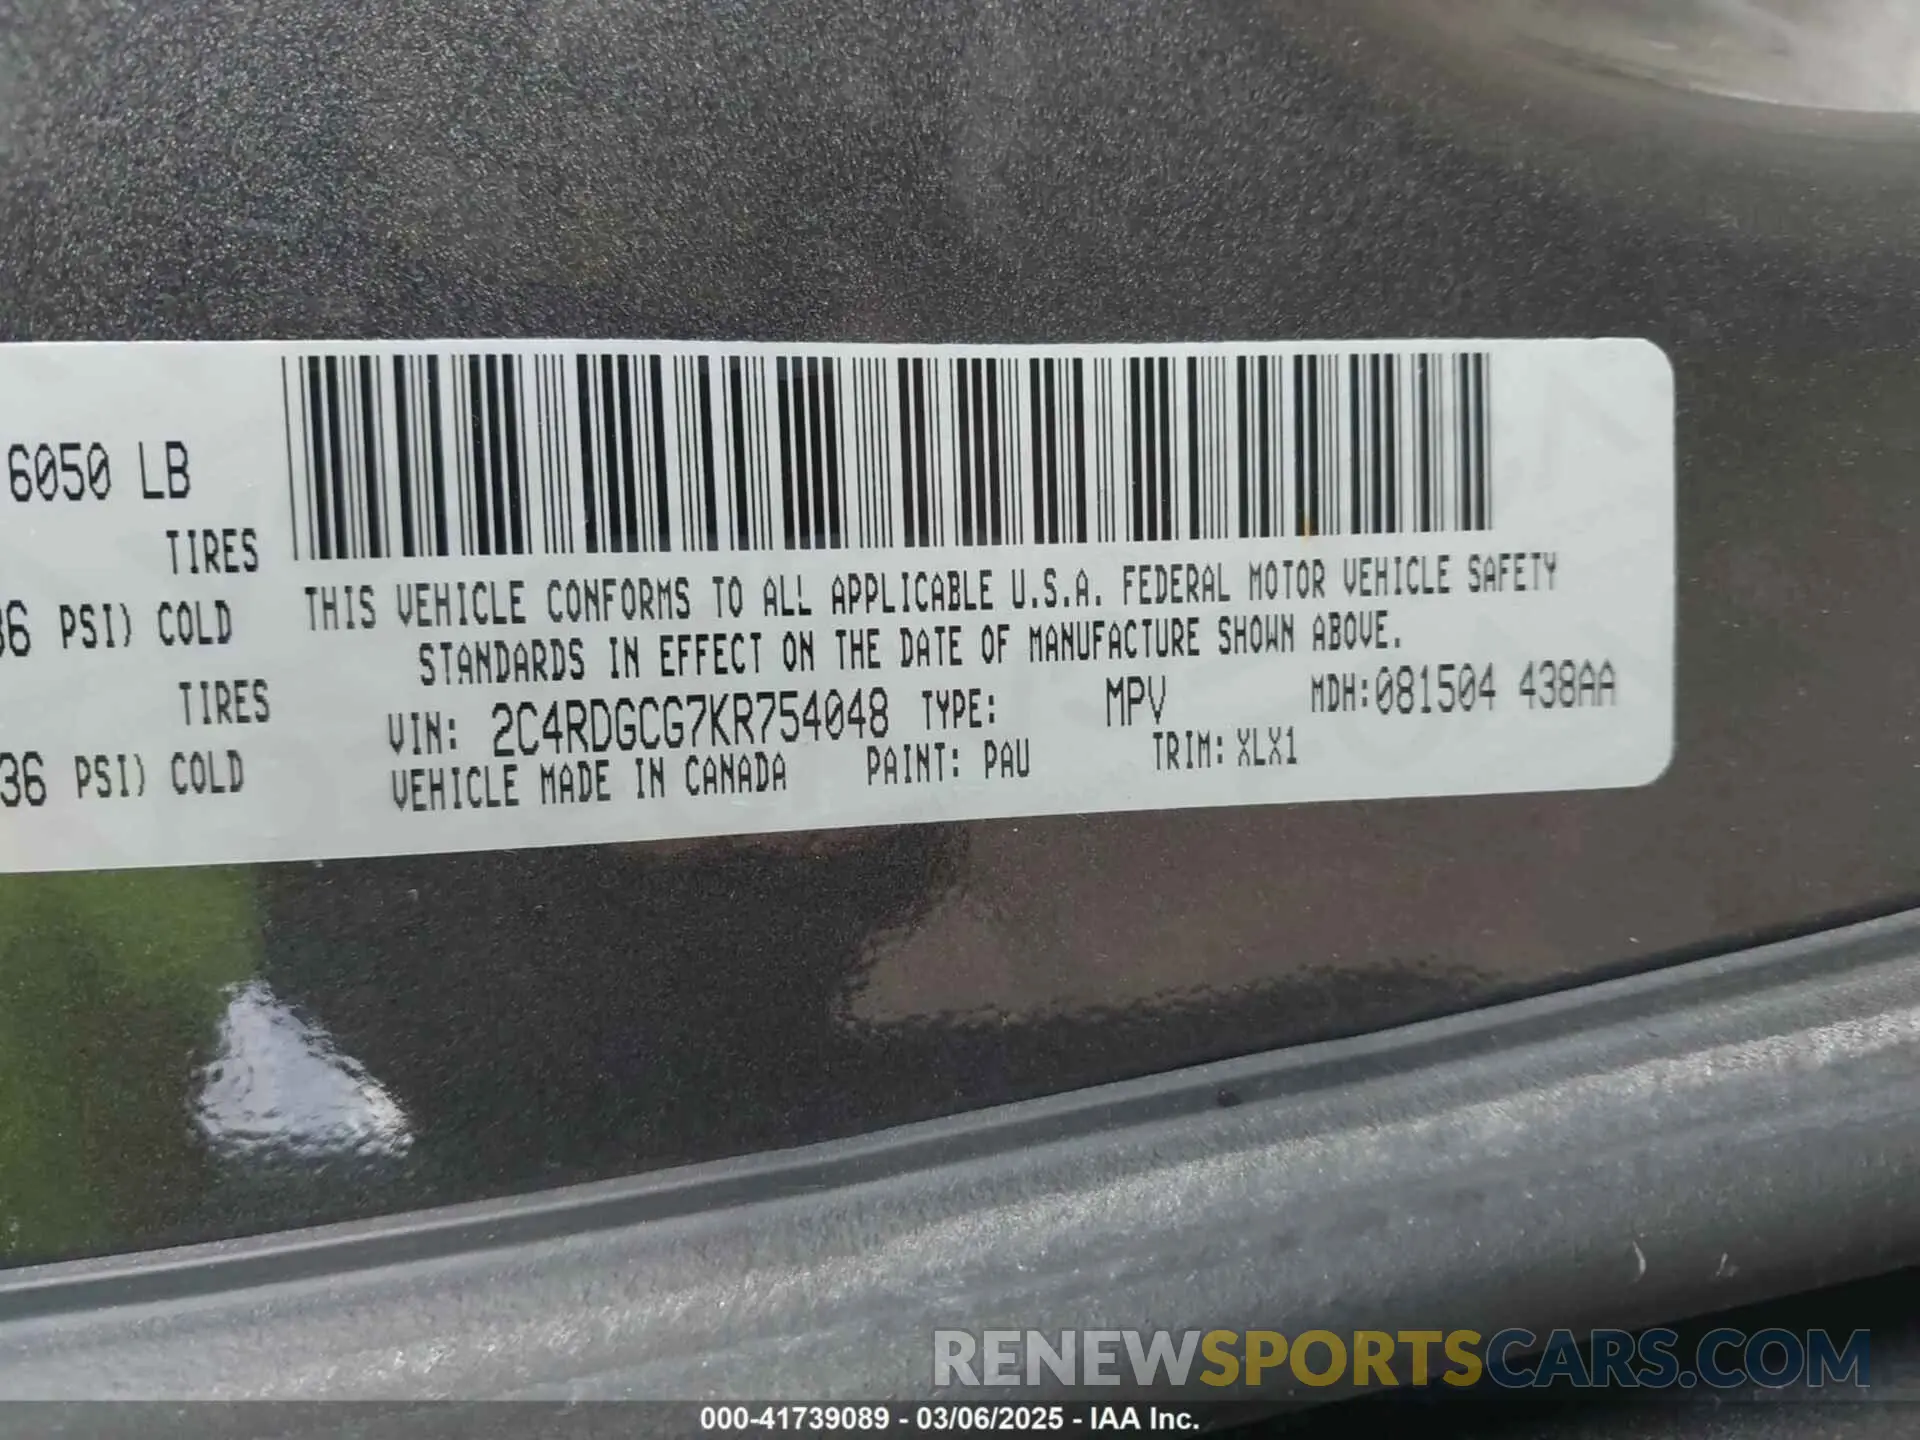 6050 LB
TIRES
36 PSI) COLD
TIRES
36 PSI) COLD
THIS VEHICLE CONFORMS TO ALL APPLICABLE U.S.A. FEDERAL MOTOR VEHICLE SAFETY
STANDARDS IN EFFECT ON THE DATE OF MANUFACTURE SHOWN ABOVE.
VIN: 2C4RDGCG7KR754048 TYPE: MPV MDH:081504 438AA
VEHICLE MADE IN CANADA PAINT: PAU TRIM: XLX1
RENEWSPORTSCARS.COM
000-41739089 - 03/06/2025 - IAA Inc.